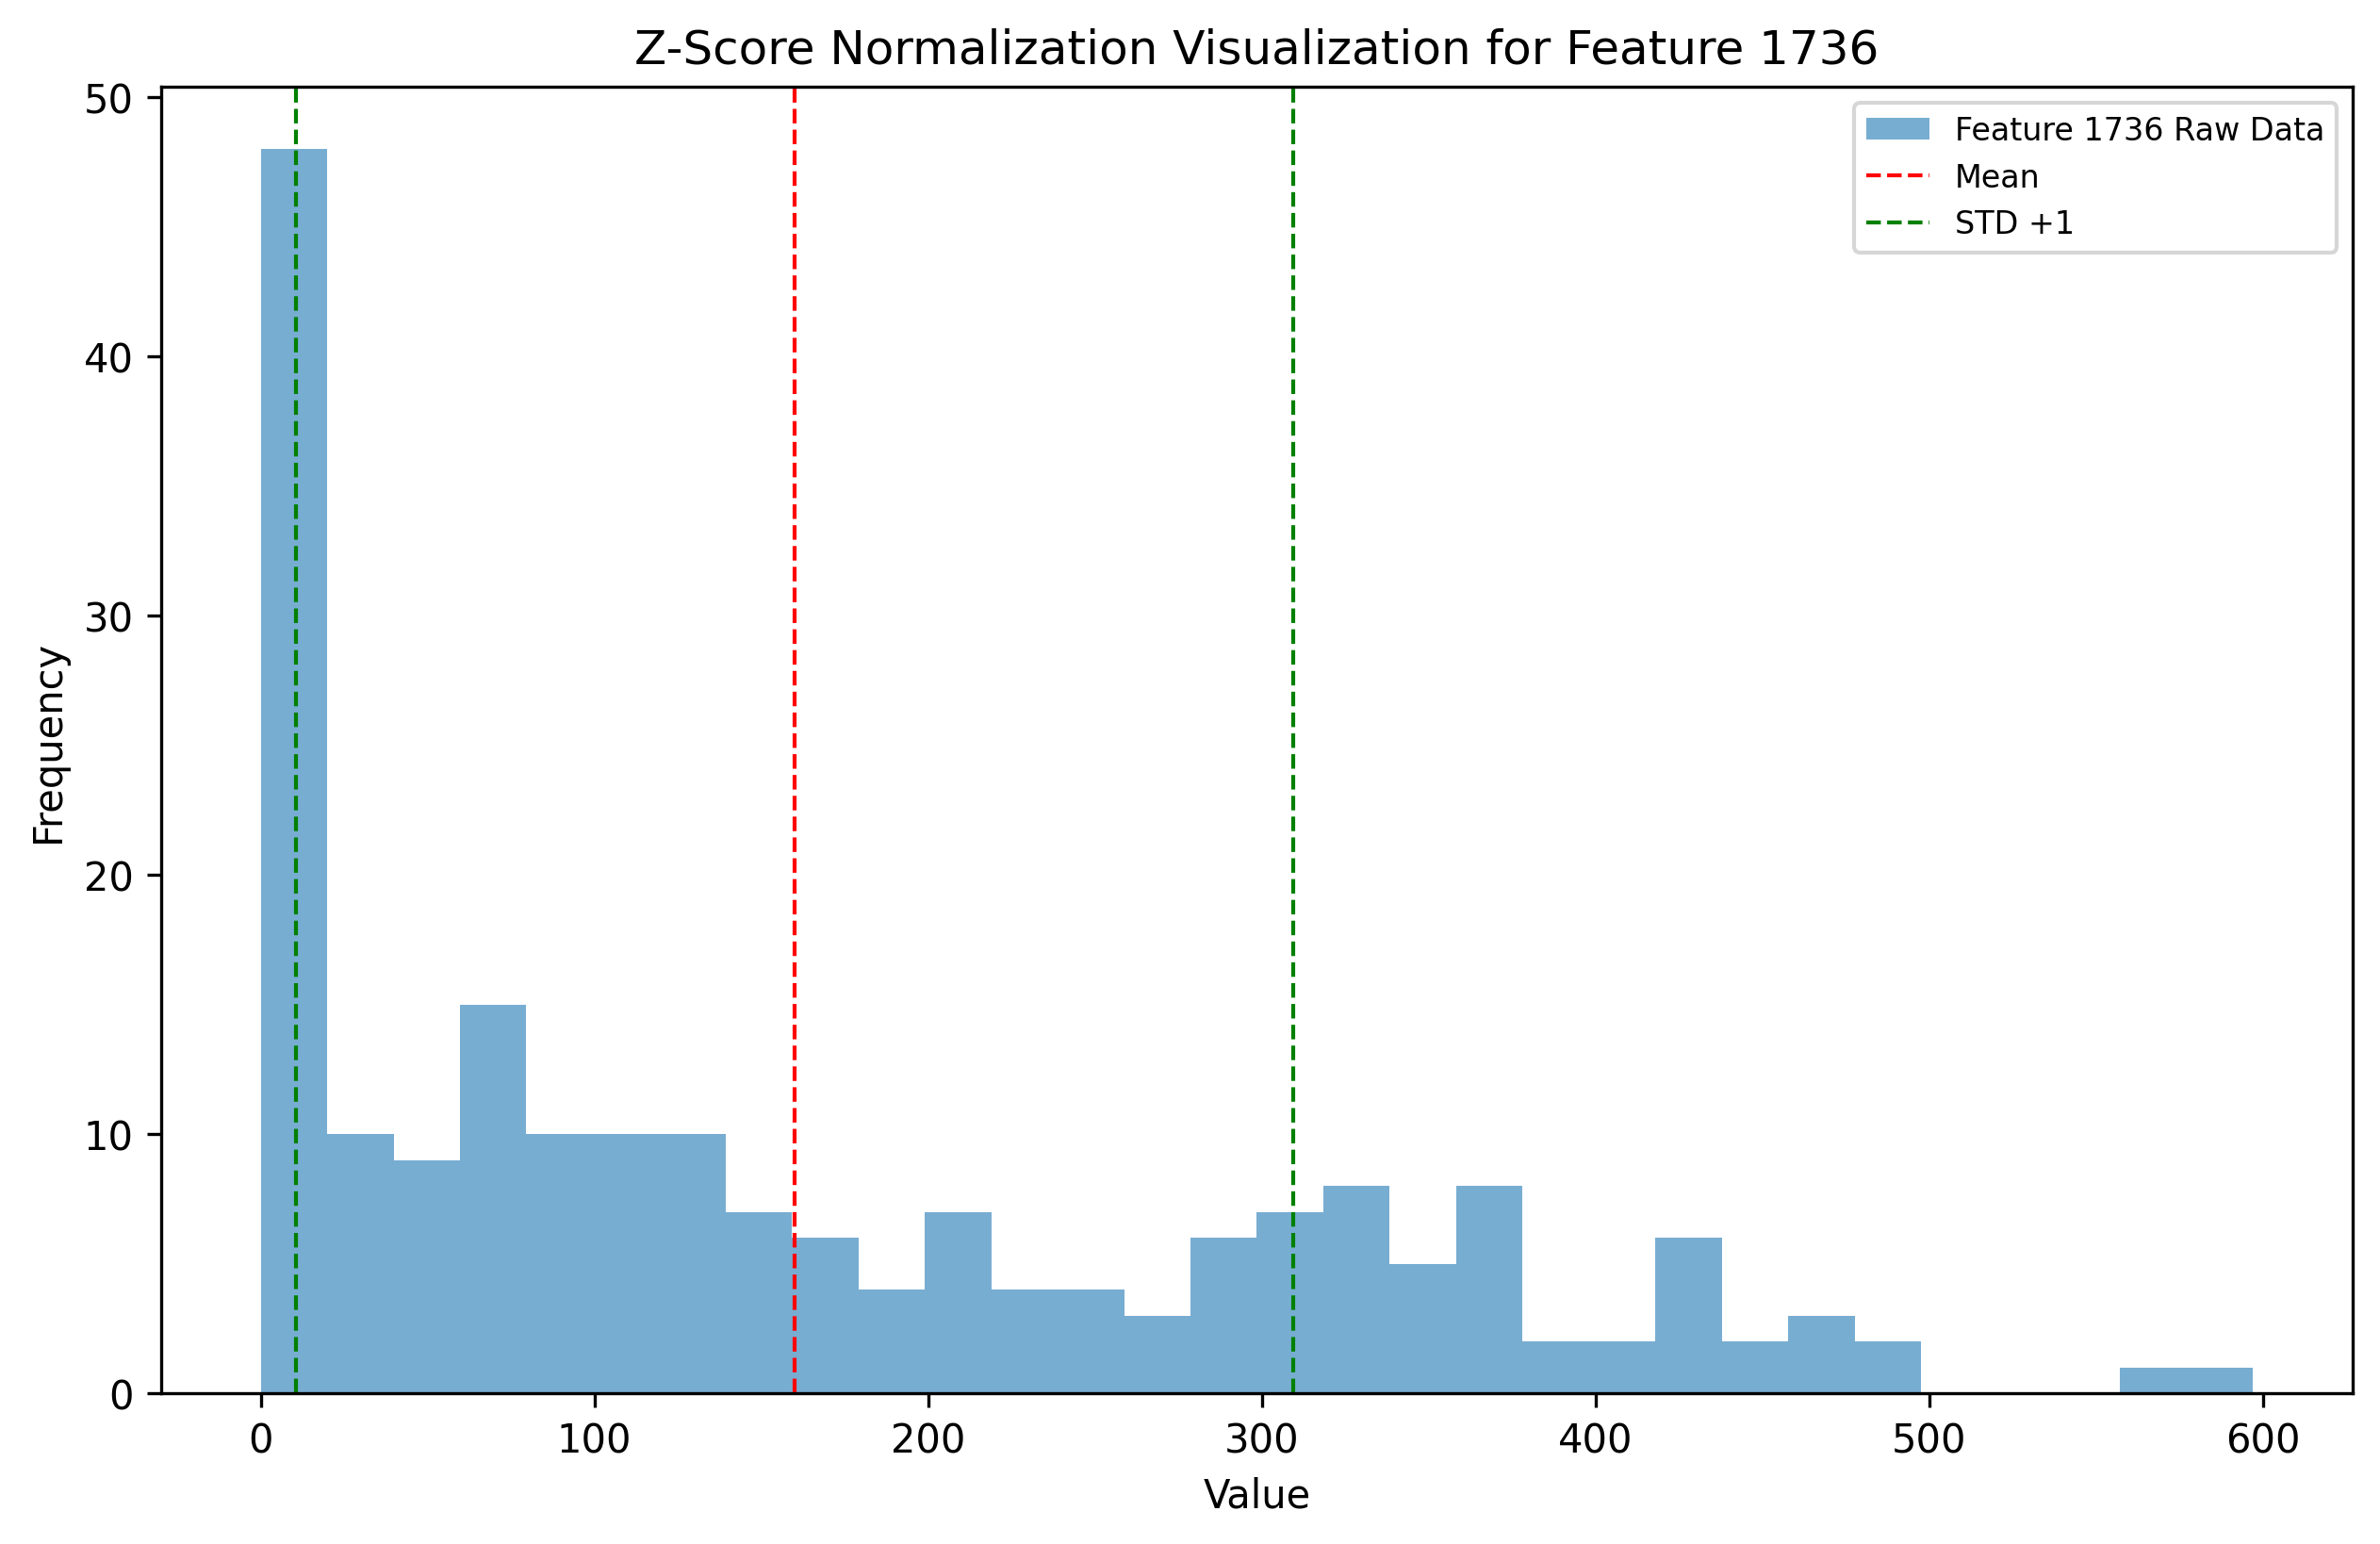 Z-Score Normalization Visualization for Feature 1736
Feature 1736 Raw Data
Mean
STD +1
Frequency
50
40
30
20
10
0
0 100 200 300 400 500 600
Value